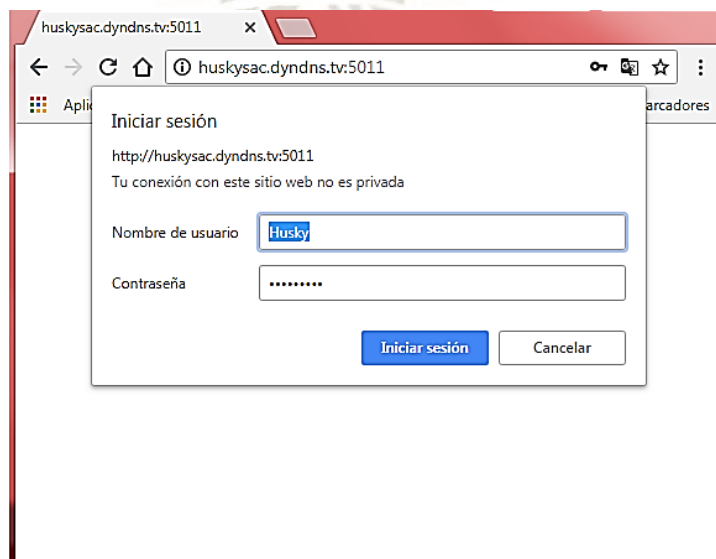 huskysac.dyndns.tv:5011
huskysac.dyndns.tv:5011
Aplic
arcadores
Iniciar sesión
http://huskysac.dyndns.tv:5011
Tu conexión con este sitio web no es privada
Nombre de usuario Husky
Contraseña •••••••••
Iniciar sesión Cancelar